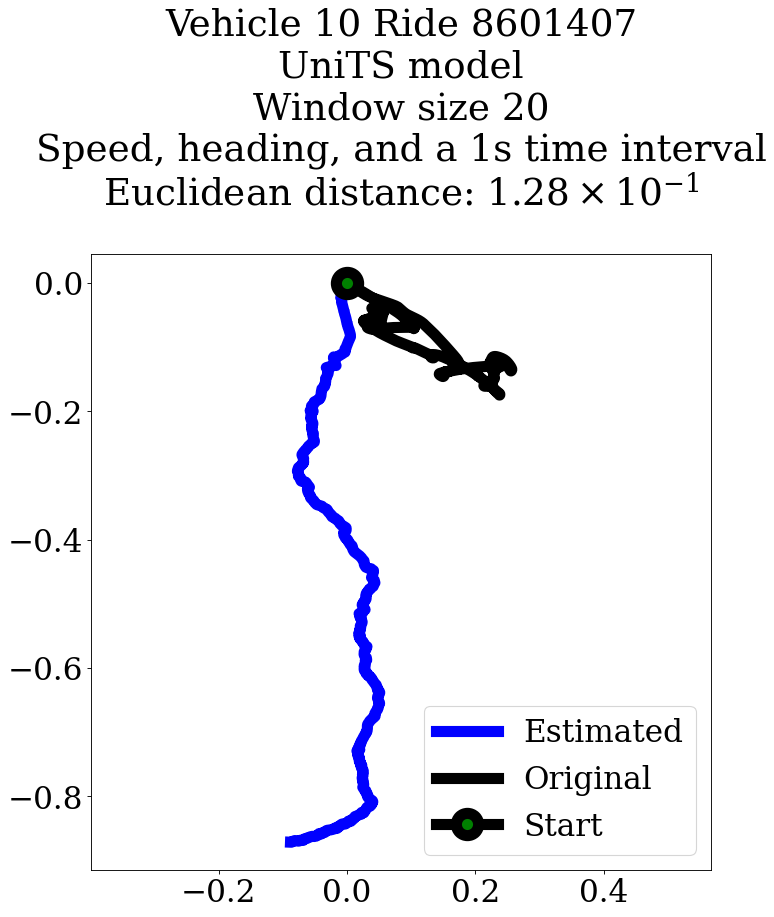 Vehicle 10 Ride 8601407
UniTS model
Window size 20
Speed, heading, and a 1s time interval
Euclidean distance: 1.28 × 10⁻¹
0.0
−0.2
−0.4
−0.6
−0.8
−0.2 0.0 0.2 0.4
Estimated
Original
Start